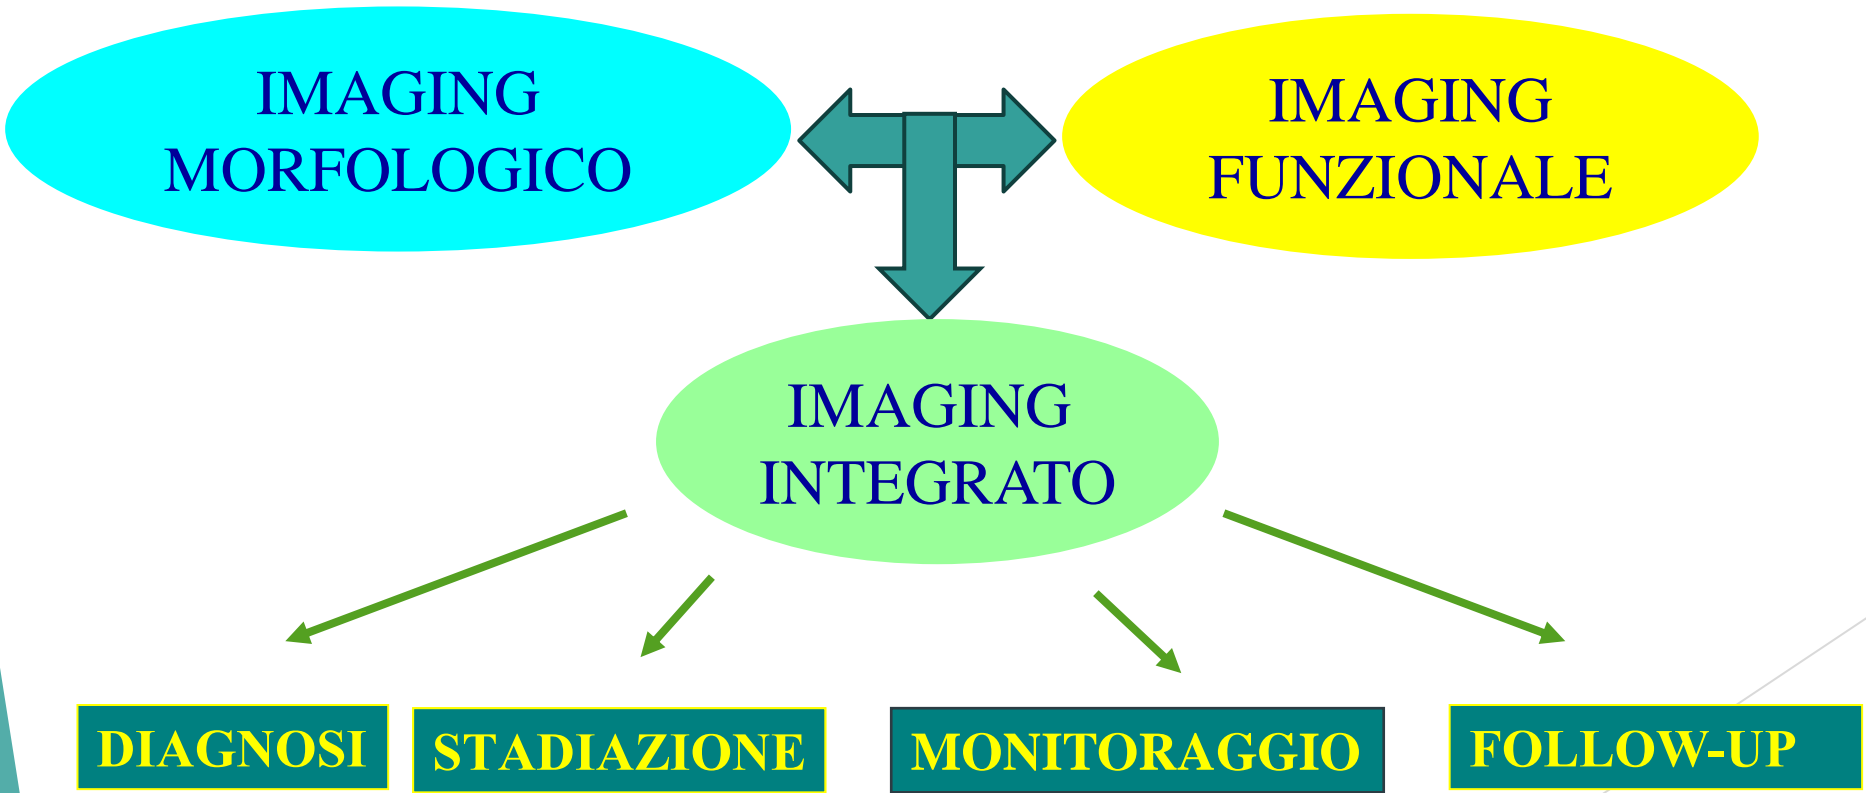 IMAGING
MORFOLOGICO
IMAGING
FUNZIONALE
IMAGING
INTEGRATO
DIAGNOSI
STADIAZIONE
MONITORAGGIO
FOLLOW-UP